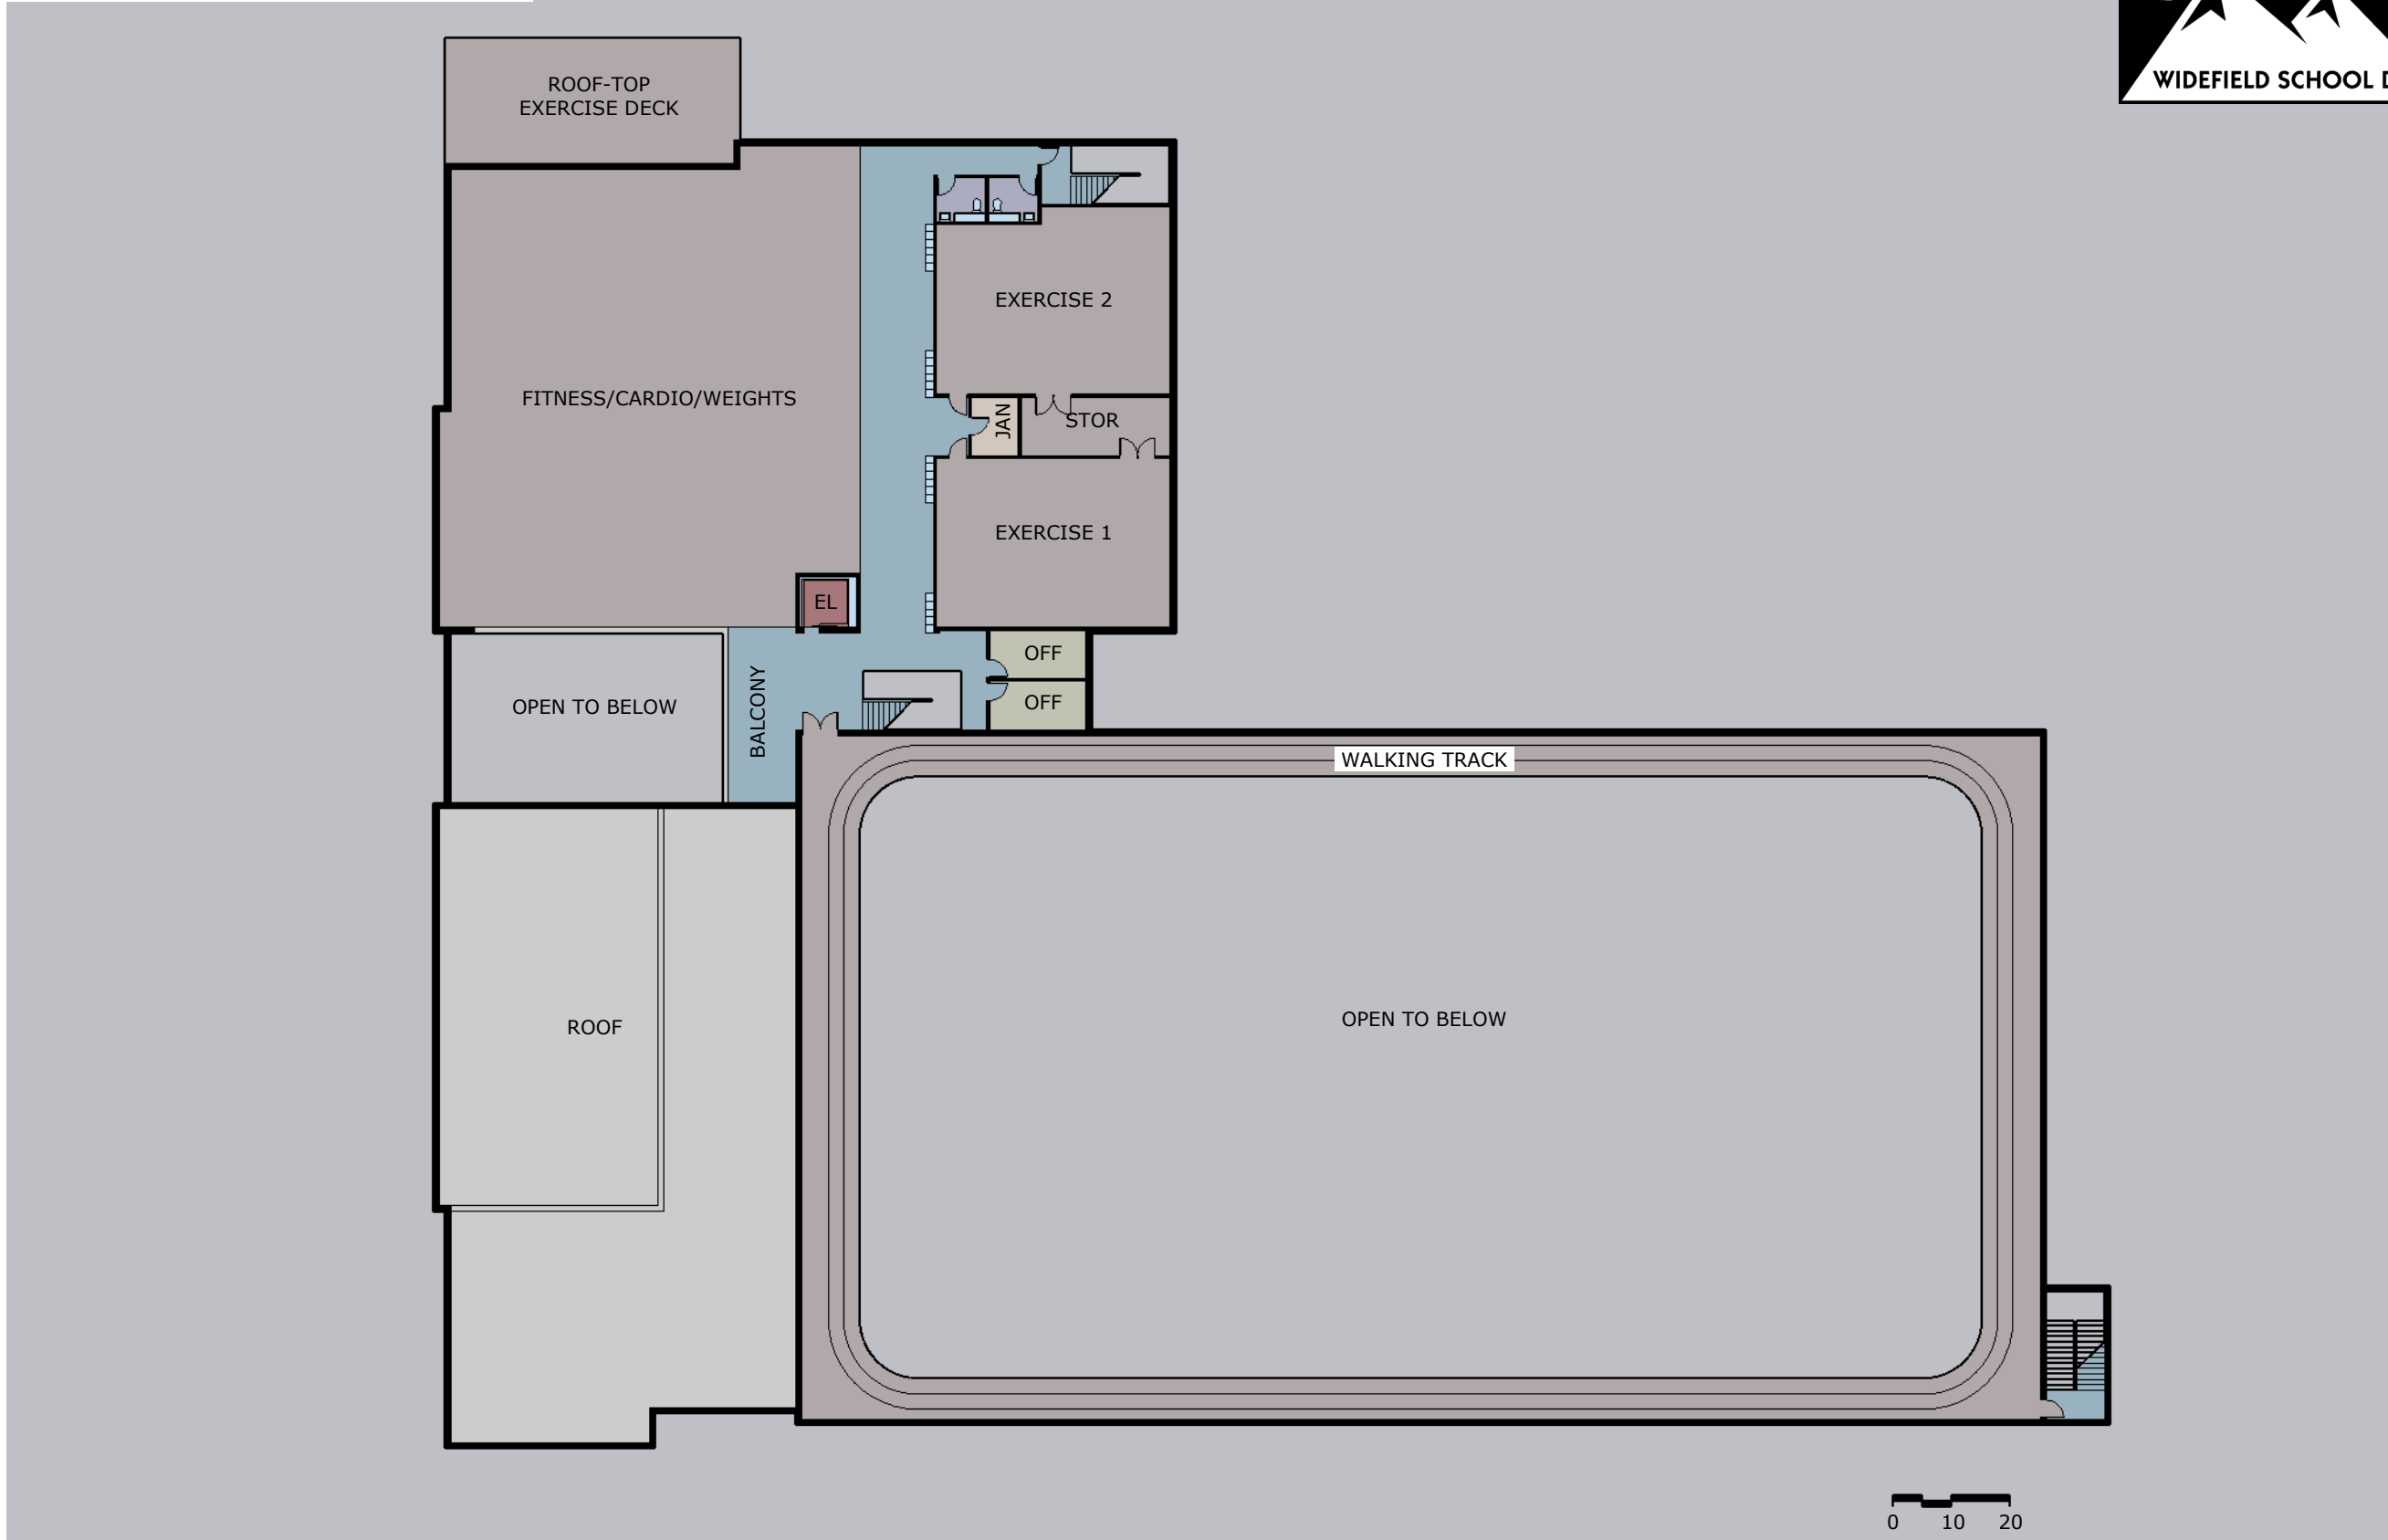 WIDEFIELD SCHOOL
ROOF-TOP
EXERCISE DECK
EXERCISE 2
FITNESS/CARDIO/WEIGHTS
JAN
STOR
EXERCISE 1
EL
OFF
OFF
OPEN TO BELOW
BALCONY
WALKING TRACK
OPEN TO BELOW
ROOF
0 10 20